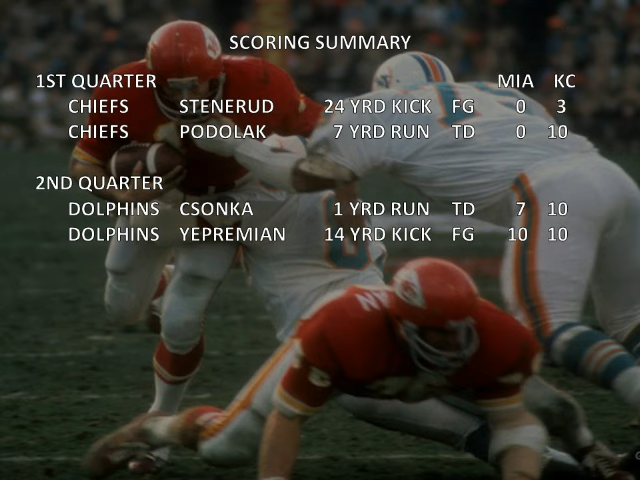 SCORING SUMMARY
1ST QUARTER MIA KC
CHIEFS STENERUD 24 YRD KICK FG 0 3
CHIEFS PODOLAK 7 YRD RUN TD 0 10
2ND QUARTER
DOLPHINS CSONKA 1 YRD RUN TD 7 10
DOLPHINS YEPREMIAN 14 YRD KICK FG 10 10